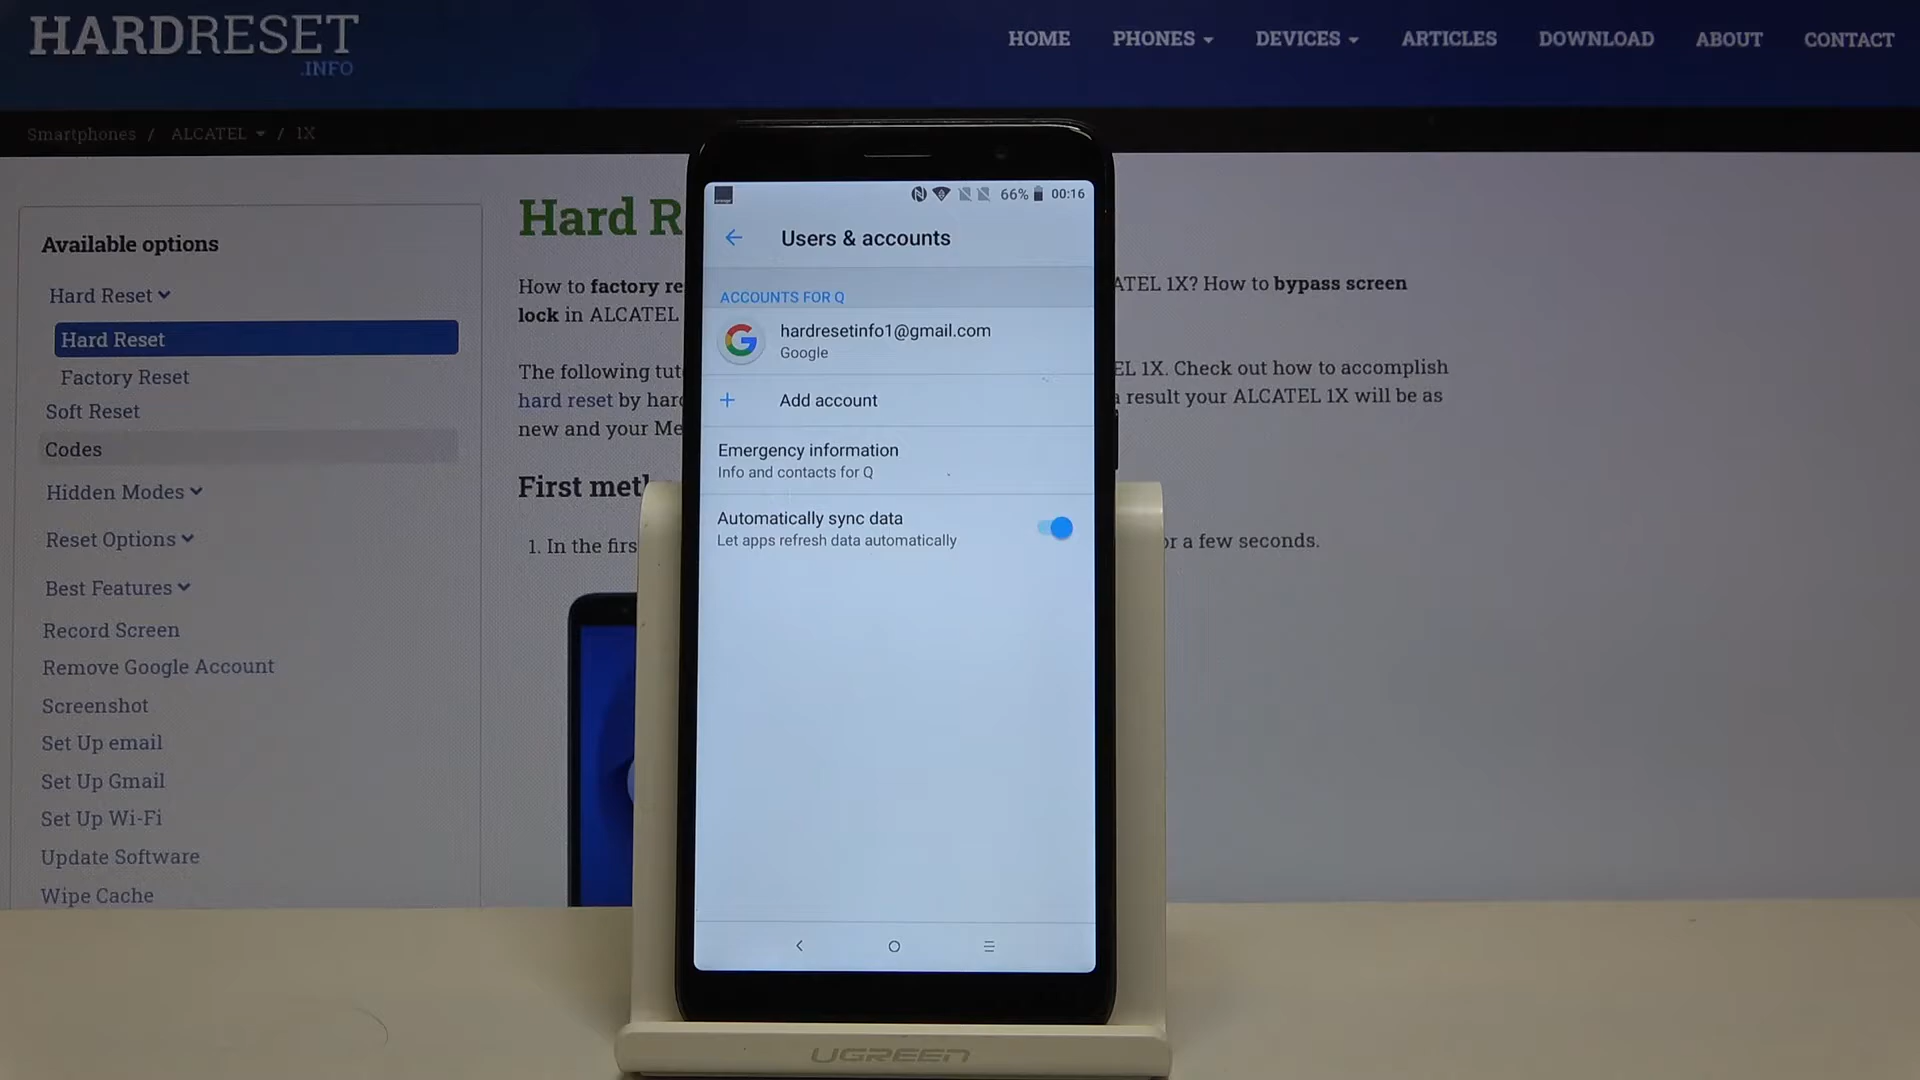 HARDRESET
.INFO
HOME PHONES DEVICES ARTICLES DOWNLOAD ABOUT CONTACT
Smartphones / ALCATEL / 1X
Available options
Hard Reset
Hard Reset
Factory Reset
Soft Reset
Codes
Hidden Modes
Reset Options
Best Features
Record Screen
Remove Google Account
Screenshot
Set Up email
Set Up Gmail
Set Up Wi-Fi
Update Software
Wipe Cache
Hard R
How to factory re
ATEL 1X? How to bypass screen
lock in ALCATEL
The following tut
EL 1X. Check out how to accomplish
hard reset by hard
a result your ALCATEL 1X will be as
new and your Me
First meth
1. In the firs
or a few seconds.
66% 00:16
Users & accounts
ACCOUNTS FOR Q
hardresetinfo1@gmail.com
Google
+ Add account
Emergency information
Info and contacts for Q
Automatically sync data
Let apps refresh data automatically
UGREEN